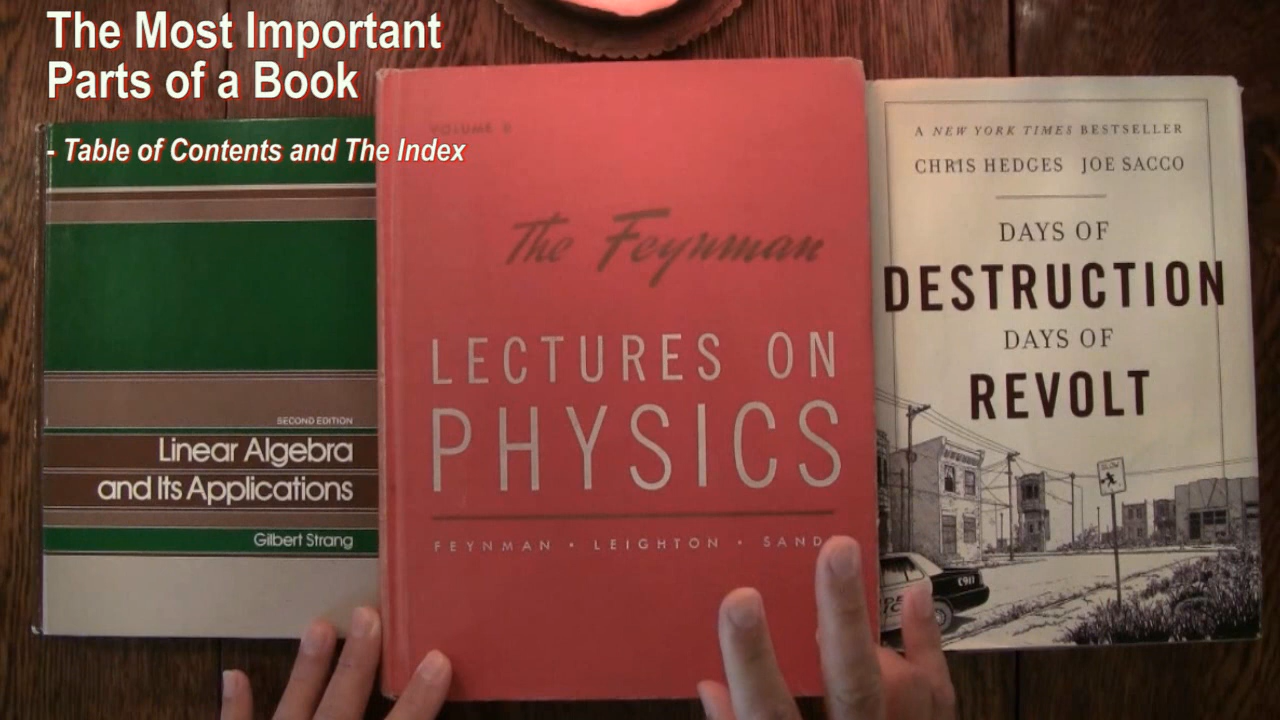 The Most Important
Parts of a Book
- Table of Contents and The Index
SECOND EDITION
Linear Algebra
and Its Applications
Gilbert Strang
VOLUME II
The Feynman
LECTURES ON
PHYSICS
FEYNMAN • LEIGHTON • SAND
A NEW YORK TIMES BESTSELLER
CHRIS HEDGES JOE SACCO
DAYS OF
DESTRUCTION
DAYS OF
REVOLT
SLOW